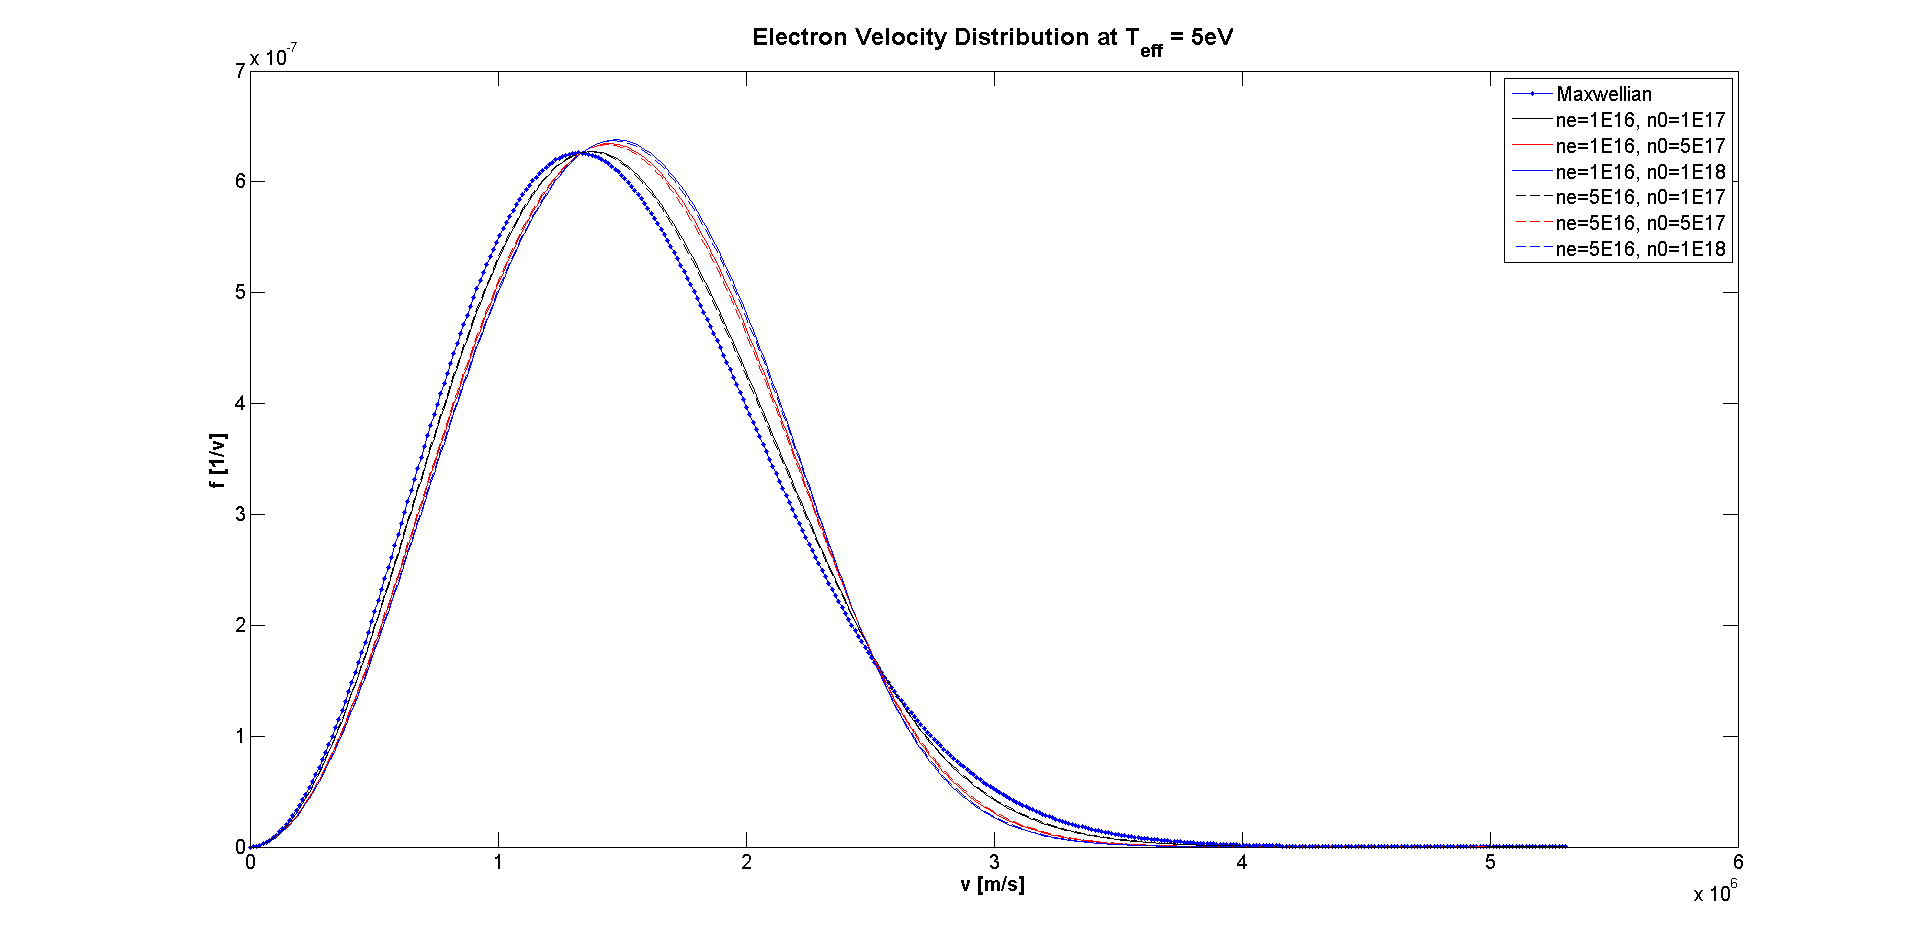 Electron Velocity Distribution at T_eff = 5eV
x 10^-7
7
6
5
4
3
2
1
0
f [1/v]
Maxwellian
ne=1E16, n0=1E17
ne=1E16, n0=5E17
ne=1E16, n0=1E18
ne=5E16, n0=1E17
ne=5E16, n0=5E17
ne=5E16, n0=1E18
0 1 2 3 4 5 6
v [m/s]
x 10^6